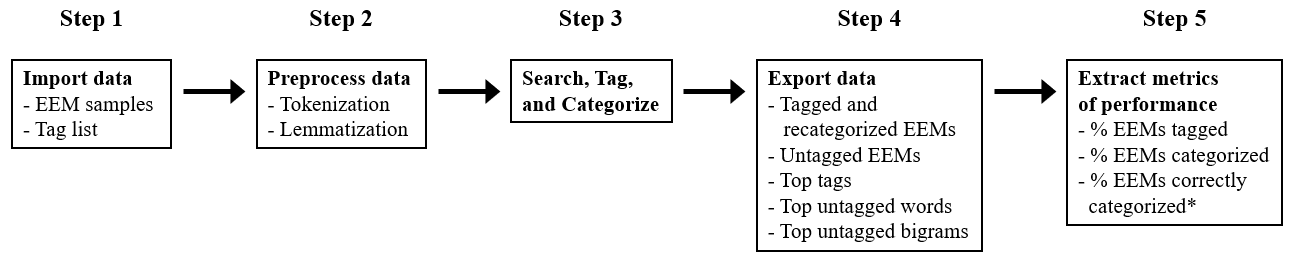 Step 1
Import data
- EEM samples
- Tag list
Step 2
Preprocess data
- Tokenization
- Lemmatization
Step 3
Search, Tag,
and Categorize
Step 4
Export data
- Tagged and
recategorized EEMs
- Untagged EEMs
- Top tags
- Top untagged words
- Top untagged bigrams
Step 5
Extract metrics
of performance
- % EEMs tagged
- % EEMs categorized
- % EEMs correctly
categorized*